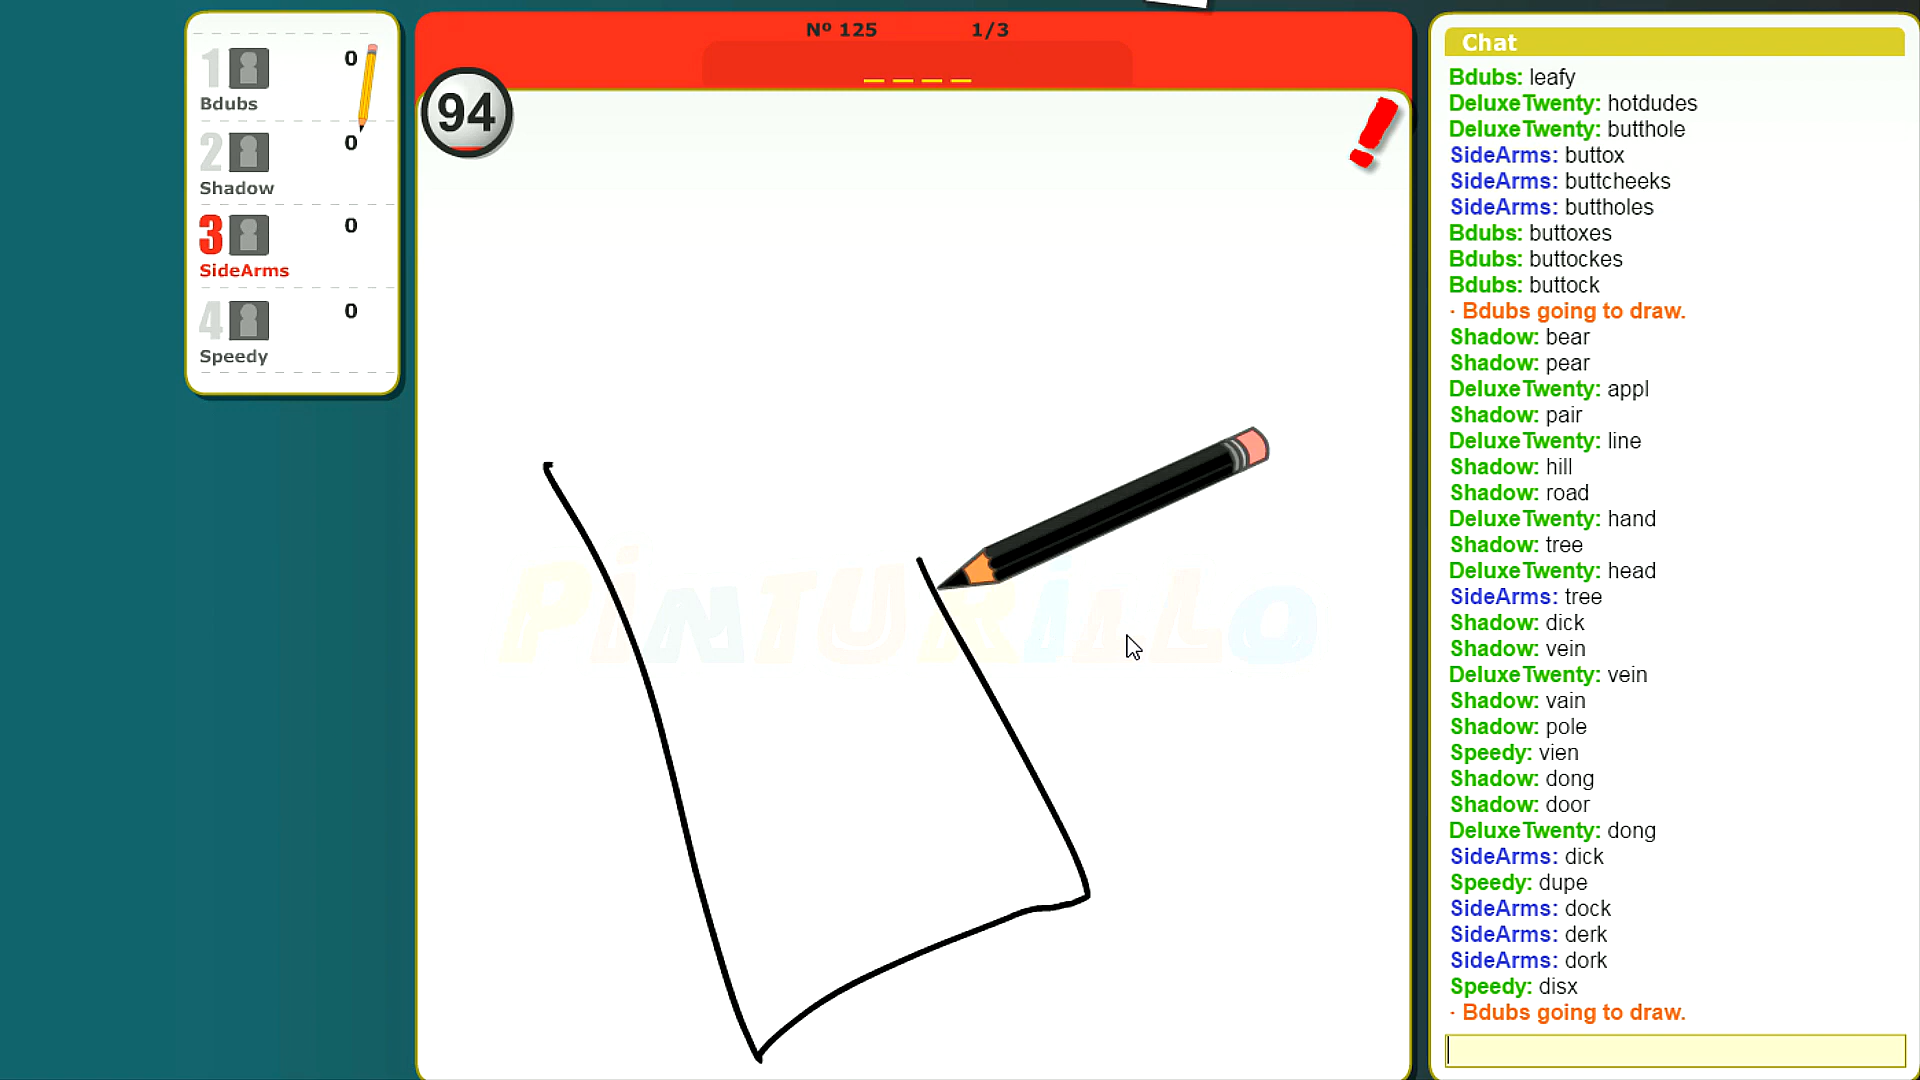 Nº 125 1/3
_ _ _ _
94
1
0
Bdubs
2
0
Shadow
3
0
SideArms
4
0
Speedy
PinTURiLLO
Chat
Bdubs: leafy
DeluxeTwenty: hotdudes
DeluxeTwenty: butthole
SideArms: buttox
SideArms: buttcheeks
SideArms: buttholes
Bdubs: buttoxes
Bdubs: buttockes
Bdubs: buttock
· Bdubs going to draw.
Shadow: bear
Shadow: pear
DeluxeTwenty: appl
Shadow: pair
DeluxeTwenty: line
Shadow: hill
Shadow: road
DeluxeTwenty: hand
Shadow: tree
DeluxeTwenty: head
SideArms: tree
Shadow: dick
Shadow: vein
DeluxeTwenty: vein
Shadow: vain
Shadow: pole
Speedy: vien
Shadow: dong
Shadow: door
DeluxeTwenty: dong
SideArms: dick
Speedy: dupe
SideArms: dock
SideArms: derk
SideArms: dork
Speedy: disx
· Bdubs going to draw.